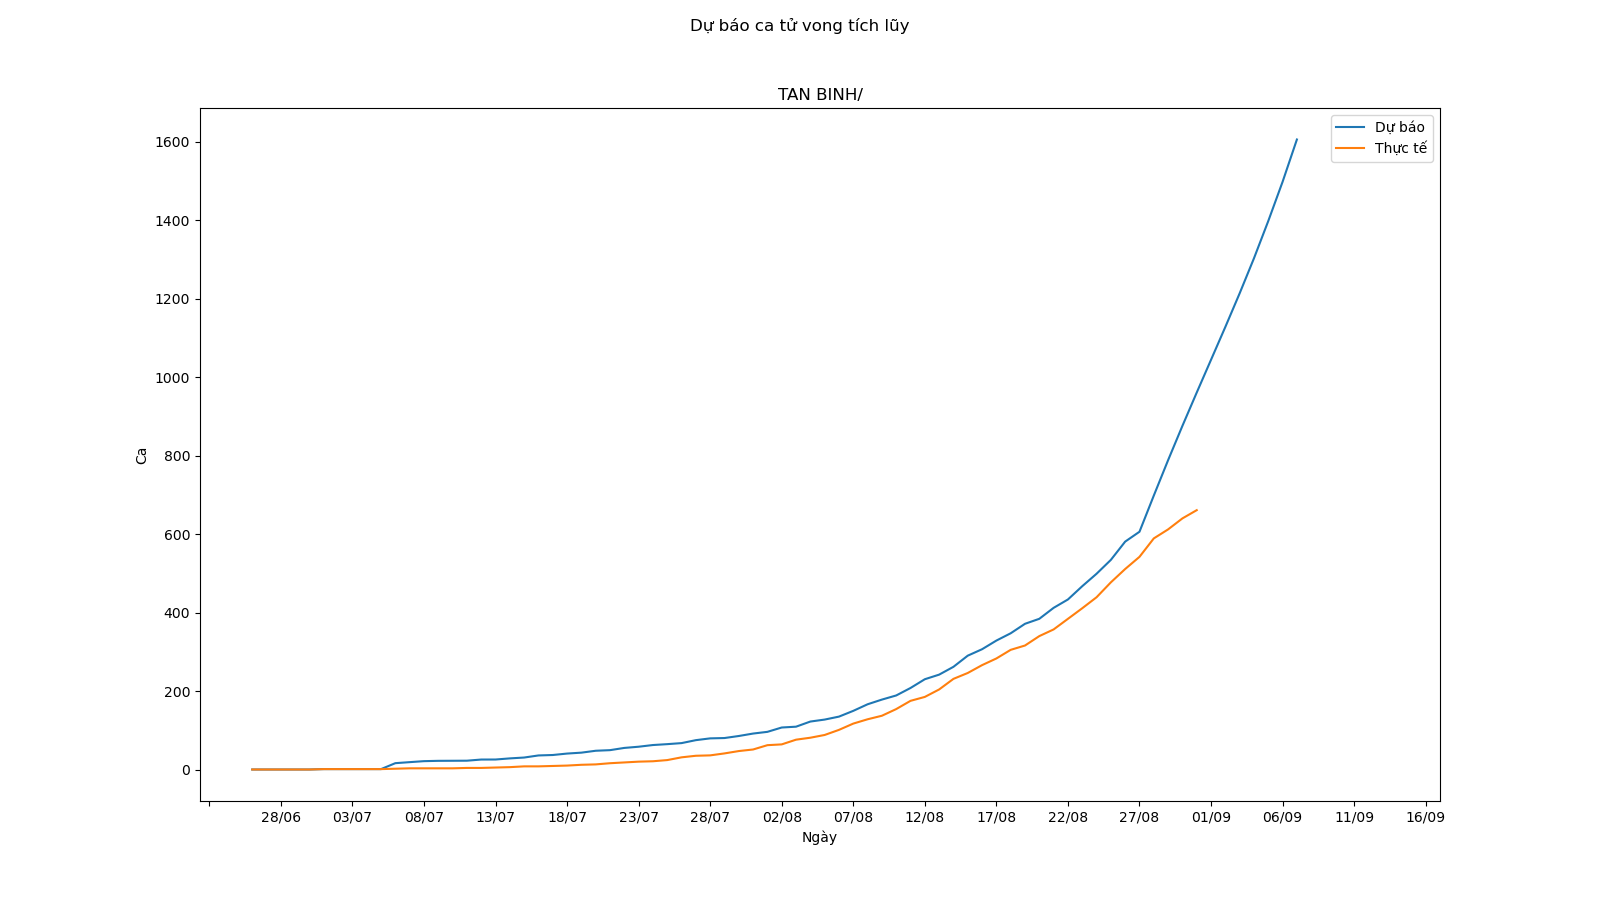 Dự báo ca tử vong tích lũy
TAN BINH/
Dự báo
Thực tế
1600
1400
1200
1000
800
600
400
200
0
Ca
28/06 03/07 08/07 13/07 18/07 23/07 28/07 02/08 07/08 12/08 17/08 22/08 27/08 01/09 06/09 11/09 16/09
Ngày